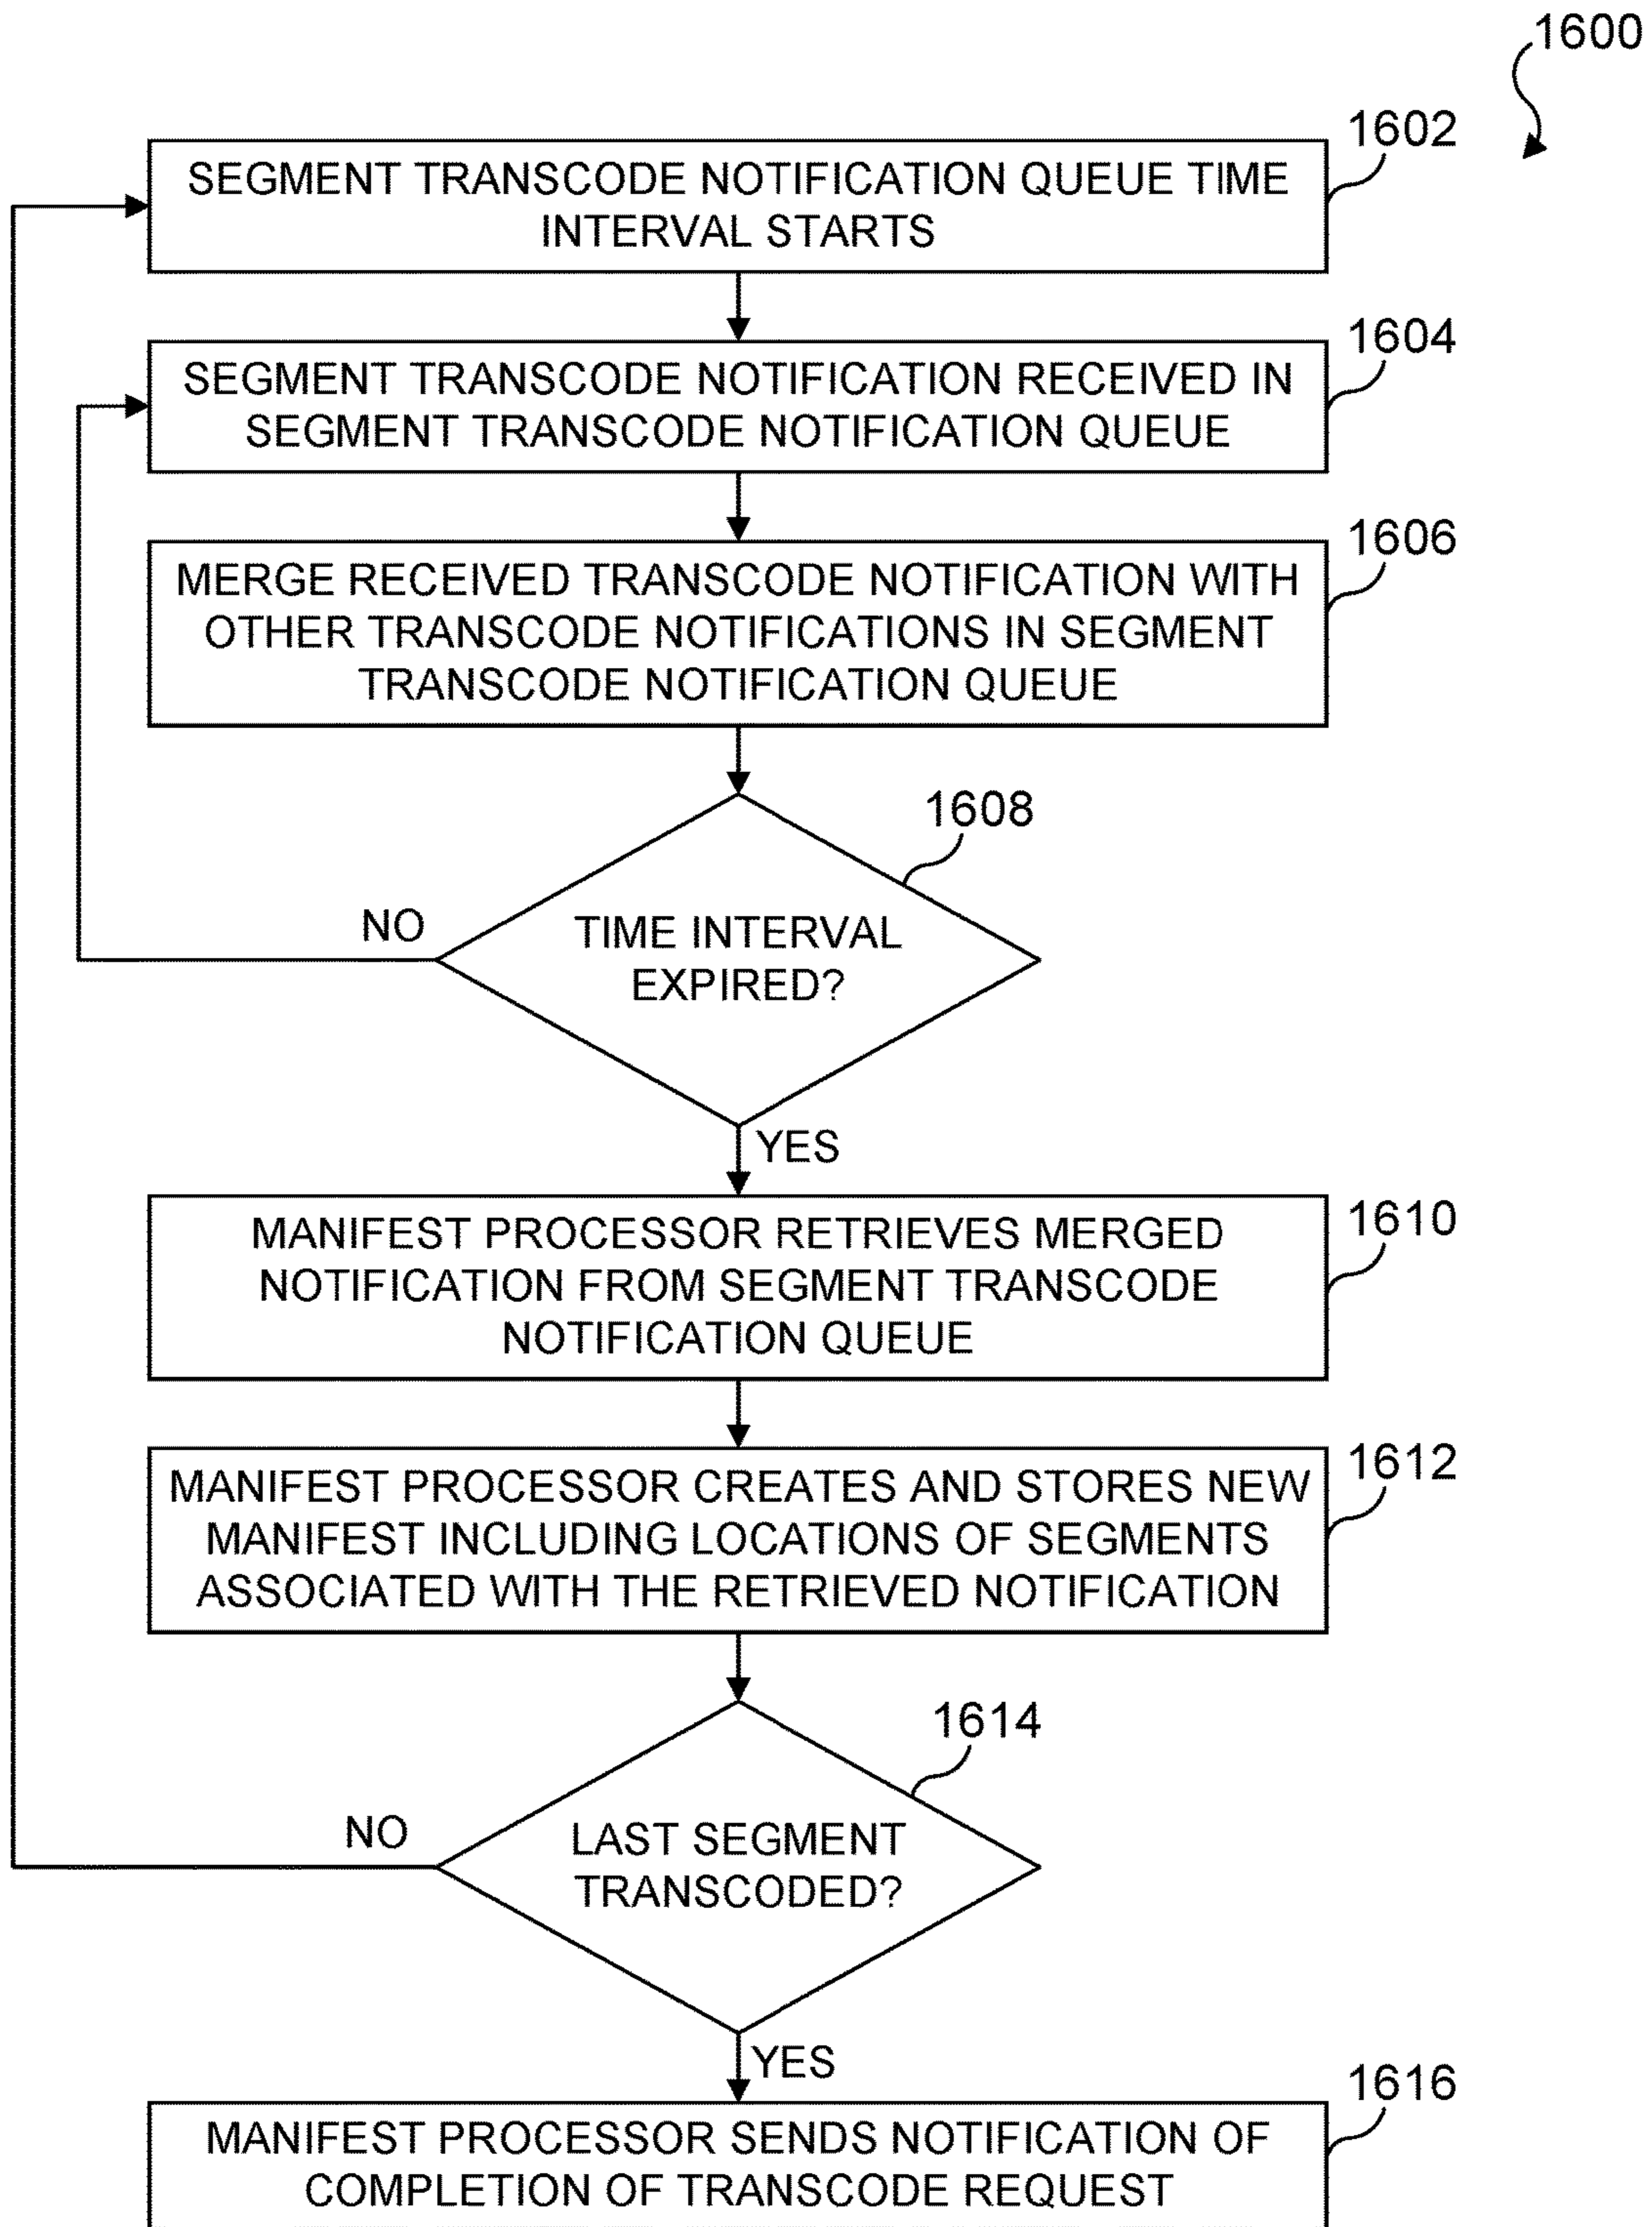 1600
1602
SEGMENT TRANSCODE NOTIFICATION QUEUE TIME
INTERVAL STARTS
1604
SEGMENT TRANSCODE NOTIFICATION RECEIVED IN
SEGMENT TRANSCODE NOTIFICATION QUEUE
1606
MERGE RECEIVED TRANSCODE NOTIFICATION WITH
OTHER TRANSCODE NOTIFICATIONS IN SEGMENT
TRANSCODE NOTIFICATION QUEUE
1608
NO
TIME INTERVAL
EXPIRED?
YES
1610
MANIFEST PROCESSOR RETRIEVES MERGED
NOTIFICATION FROM SEGMENT TRANSCODE
NOTIFICATION QUEUE
1612
MANIFEST PROCESSOR CREATES AND STORES NEW
MANIFEST INCLUDING LOCATIONS OF SEGMENTS
ASSOCIATED WITH THE RETRIEVED NOTIFICATION
1614
NO
LAST SEGMENT
TRANSCODED?
YES
1616
MANIFEST PROCESSOR SENDS NOTIFICATION OF
COMPLETION OF TRANSCODE REQUEST